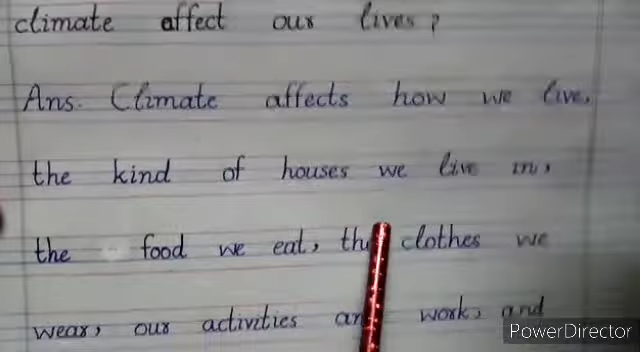 climate affect our lives?
Ans. Climate affects how we live,
the kind of houses we live in,
the food we eat, the clothes we
wear, our activities and work, and
PowerDirector